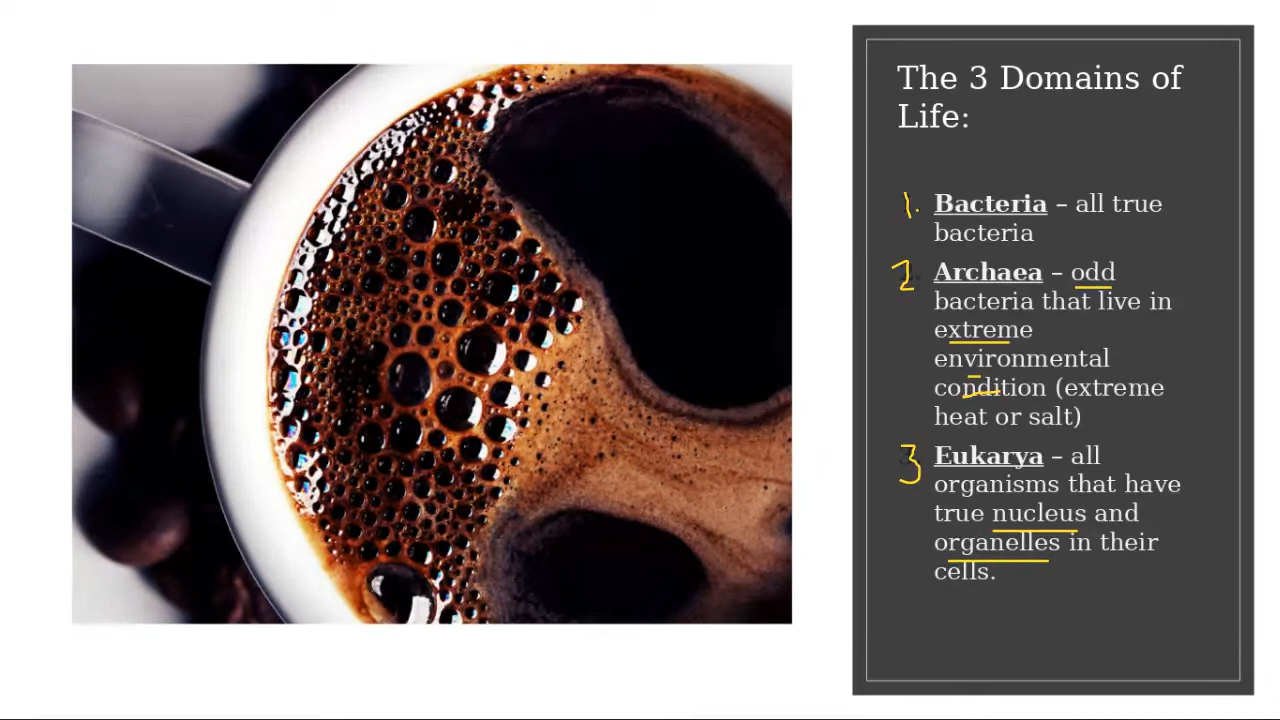 The 3 Domains of
Life:
1. Bacteria – all true
bacteria
2 Archaea – odd
bacteria that live in
extreme
environmental
condition (extreme
heat or salt)
3 Eukarya – all
organisms that have
true nucleus and
organelles in their
cells.